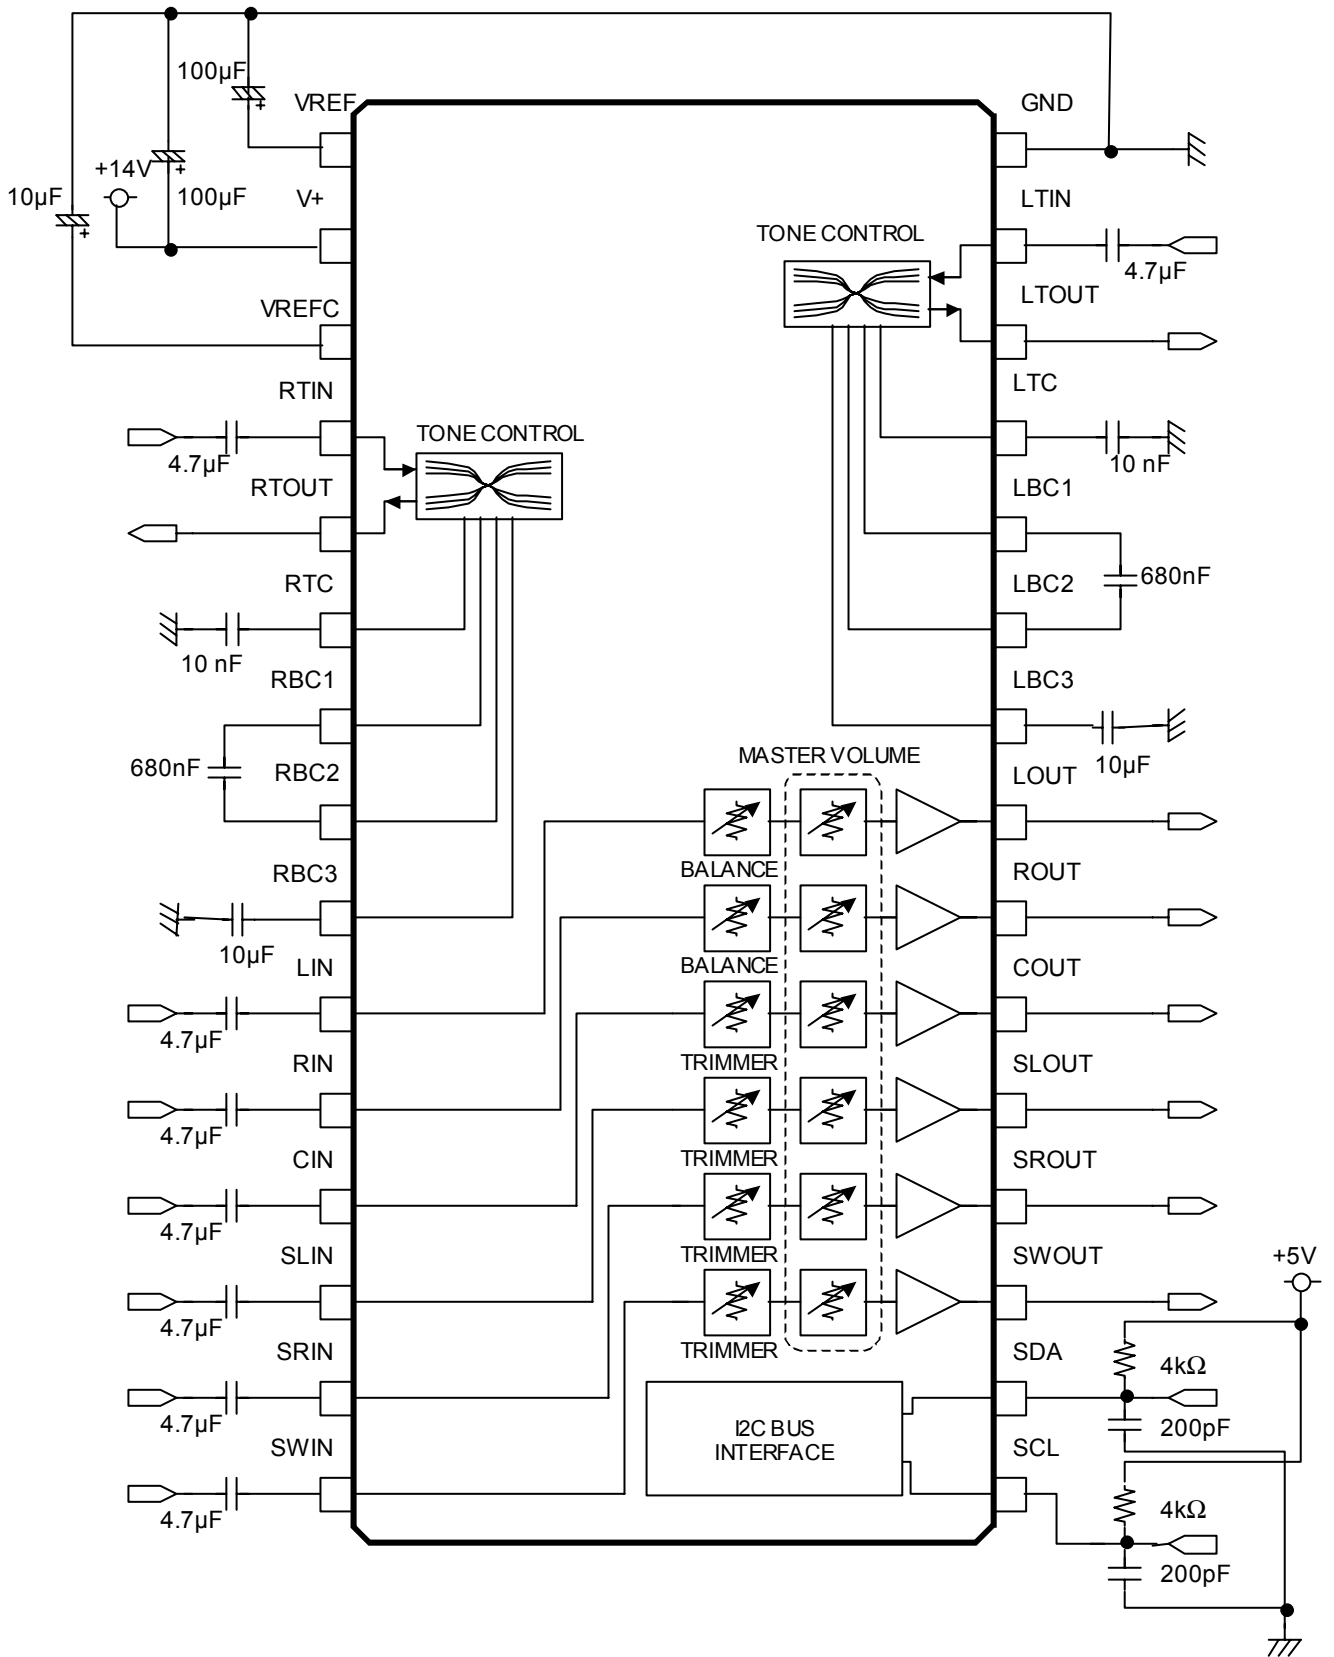 100µF
VREF
GND
+14V
10µF
100µF
V+
LTIN
TONE CONTROL
4.7µF
VREFC
LTOUT
RTIN
LTC
TONE CONTROL
4.7µF
10 nF
RTOUT
LBC1
RTC
LBC2
680nF
10 nF
RBC1
LBC3
680nF
RBC2
MASTER VOLUME
10µF
LOUT
RBC3
BALANCE
ROUT
10µF
LIN
BALANCE
COUT
4.7µF
RIN
TRIMMER
SLOUT
4.7µF
CIN
TRIMMER
SROUT
4.7µF
SLIN
TRIMMER
SWOUT
+5V
4.7µF
SRIN
TRIMMER
SDA
4kΩ
4.7µF
SWIN
I2C BUS
INTERFACE
200pF
SCL
4.7µF
4kΩ
200pF